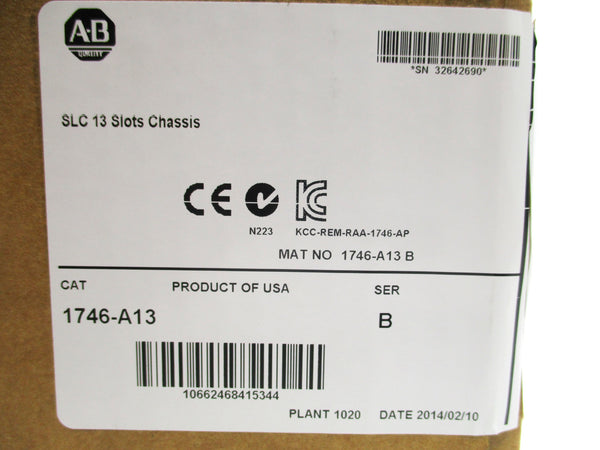 A-B
QUALITY
*SN 32642690*
SLC 13 Slots Chassis
CE
N223 KCC-REM-RAA-1746-AP
MAT NO 1746-A13 B
CAT PRODUCT OF USA SER
1746-A13 B
10662468415344
PLANT 1020 DATE 2014/02/10